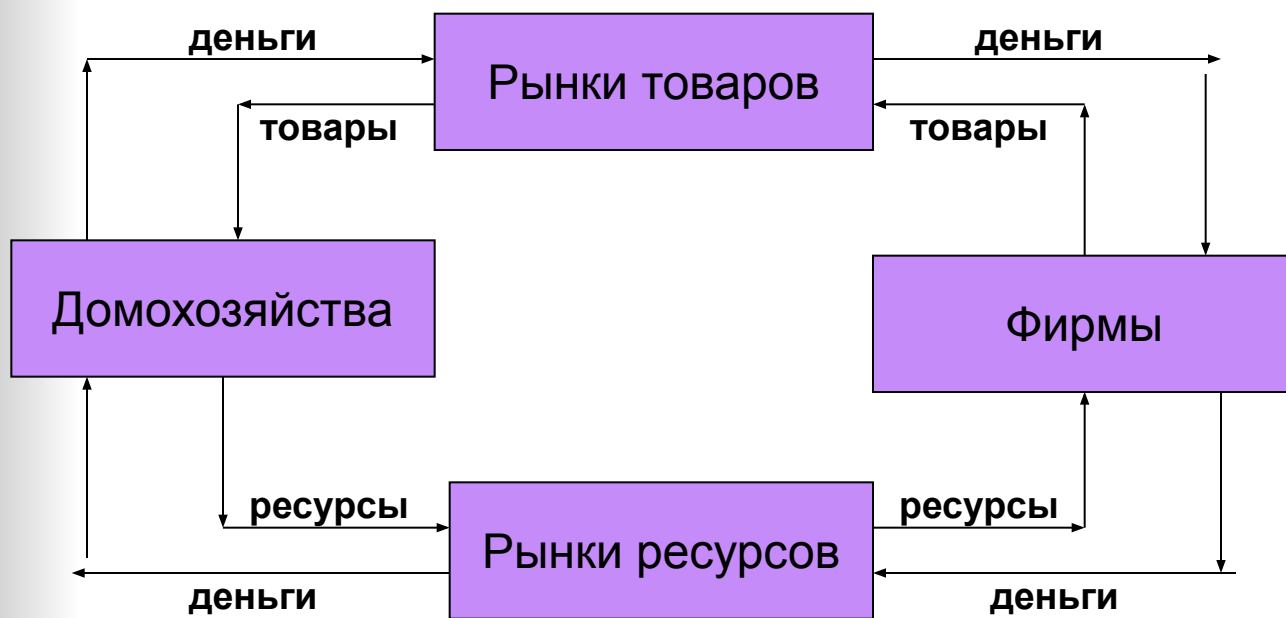 деньги
деньги
Рынки товаров
товары
товары
Домохозяйства
Фирмы
ресурсы
ресурсы
Рынки ресурсов
деньги
деньги